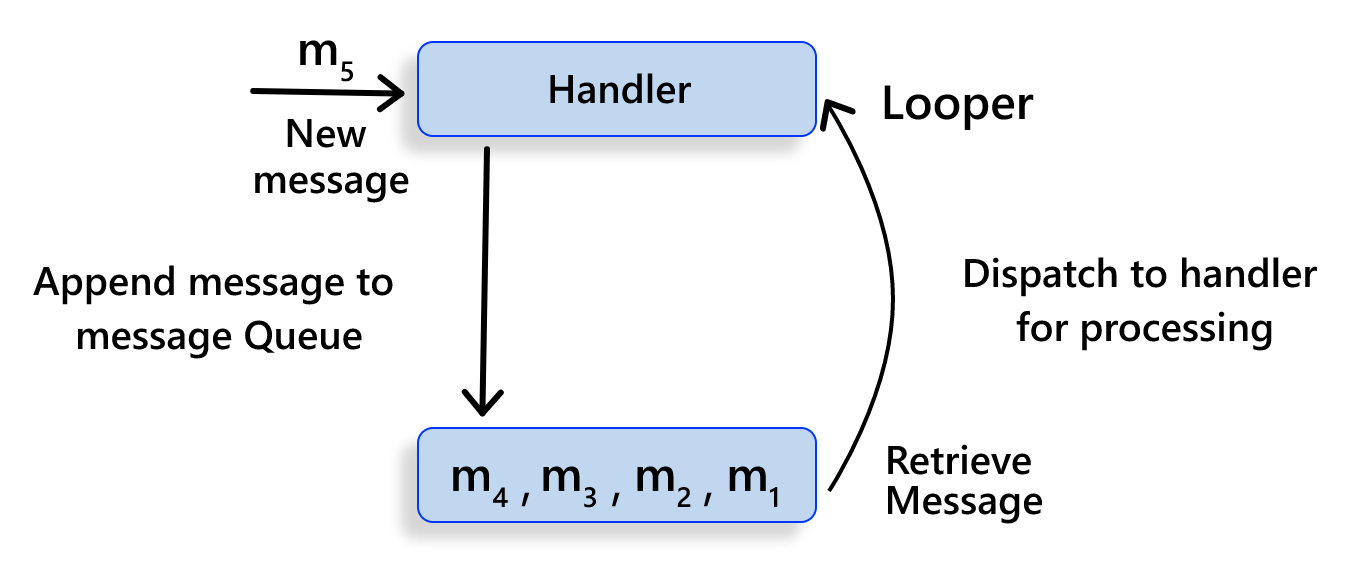 m₅
New
message
Handler
Looper
Append message to
message Queue
Dispatch to handler
for processing
m₄ , m₃ , m₂ , m₁
Retrieve
Message